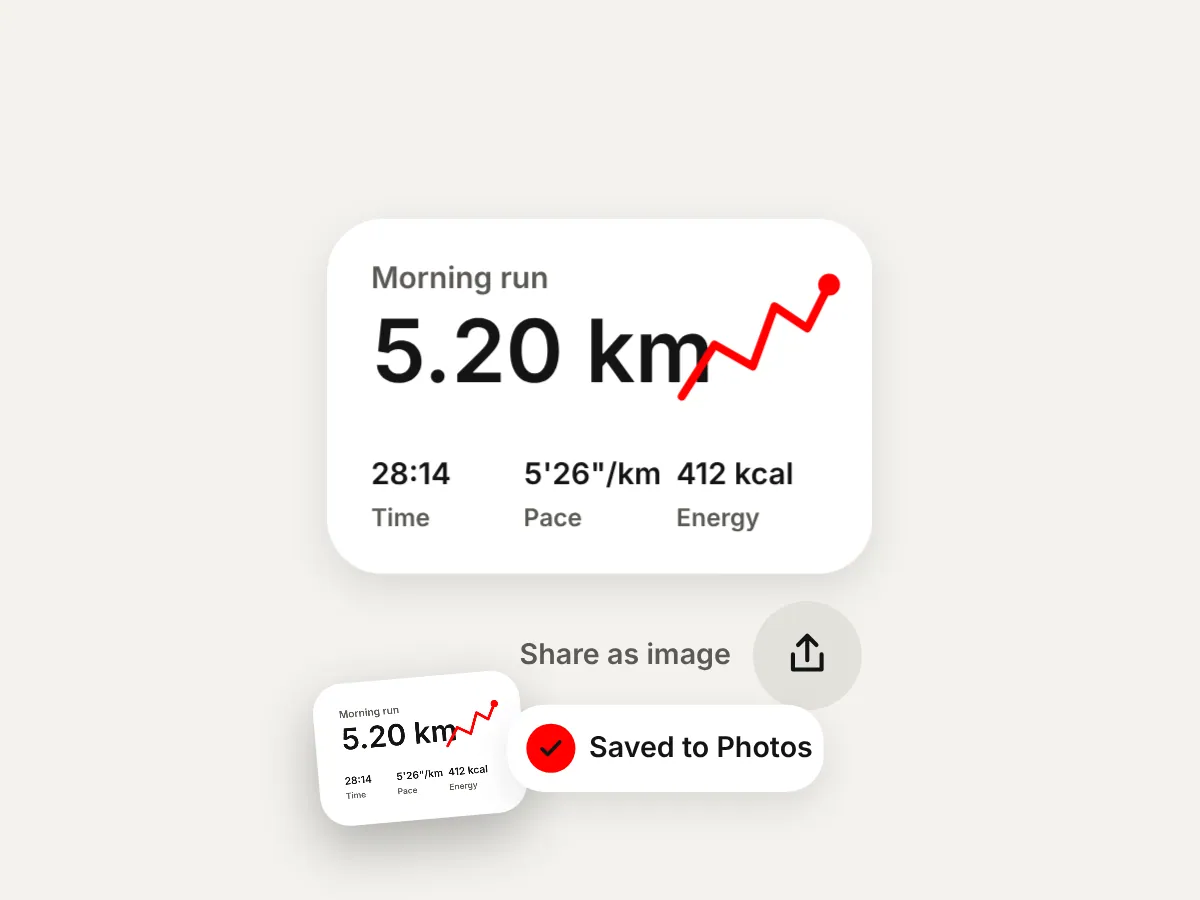 Morning run
5.20 km
28:14 5'26"/km 412 kcal
Time Pace Energy
Share as image
Morning run
5.20 km
28:14 5'26"/km 412 kcal
Time Pace Energy
Saved to Photos